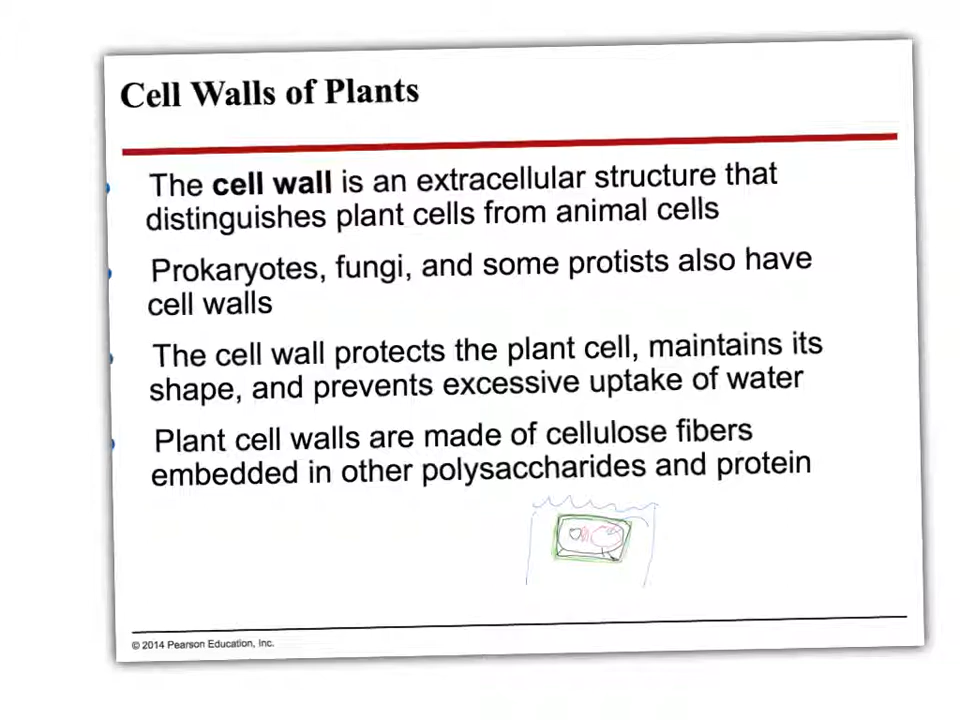 Cell Walls of Plants
The cell wall is an extracellular structure that
distinguishes plant cells from animal cells
Prokaryotes, fungi, and some protists also have
cell walls
The cell wall protects the plant cell, maintains its
shape, and prevents excessive uptake of water
Plant cell walls are made of cellulose fibers
embedded in other polysaccharides and protein
© 2014 Pearson Education, Inc.